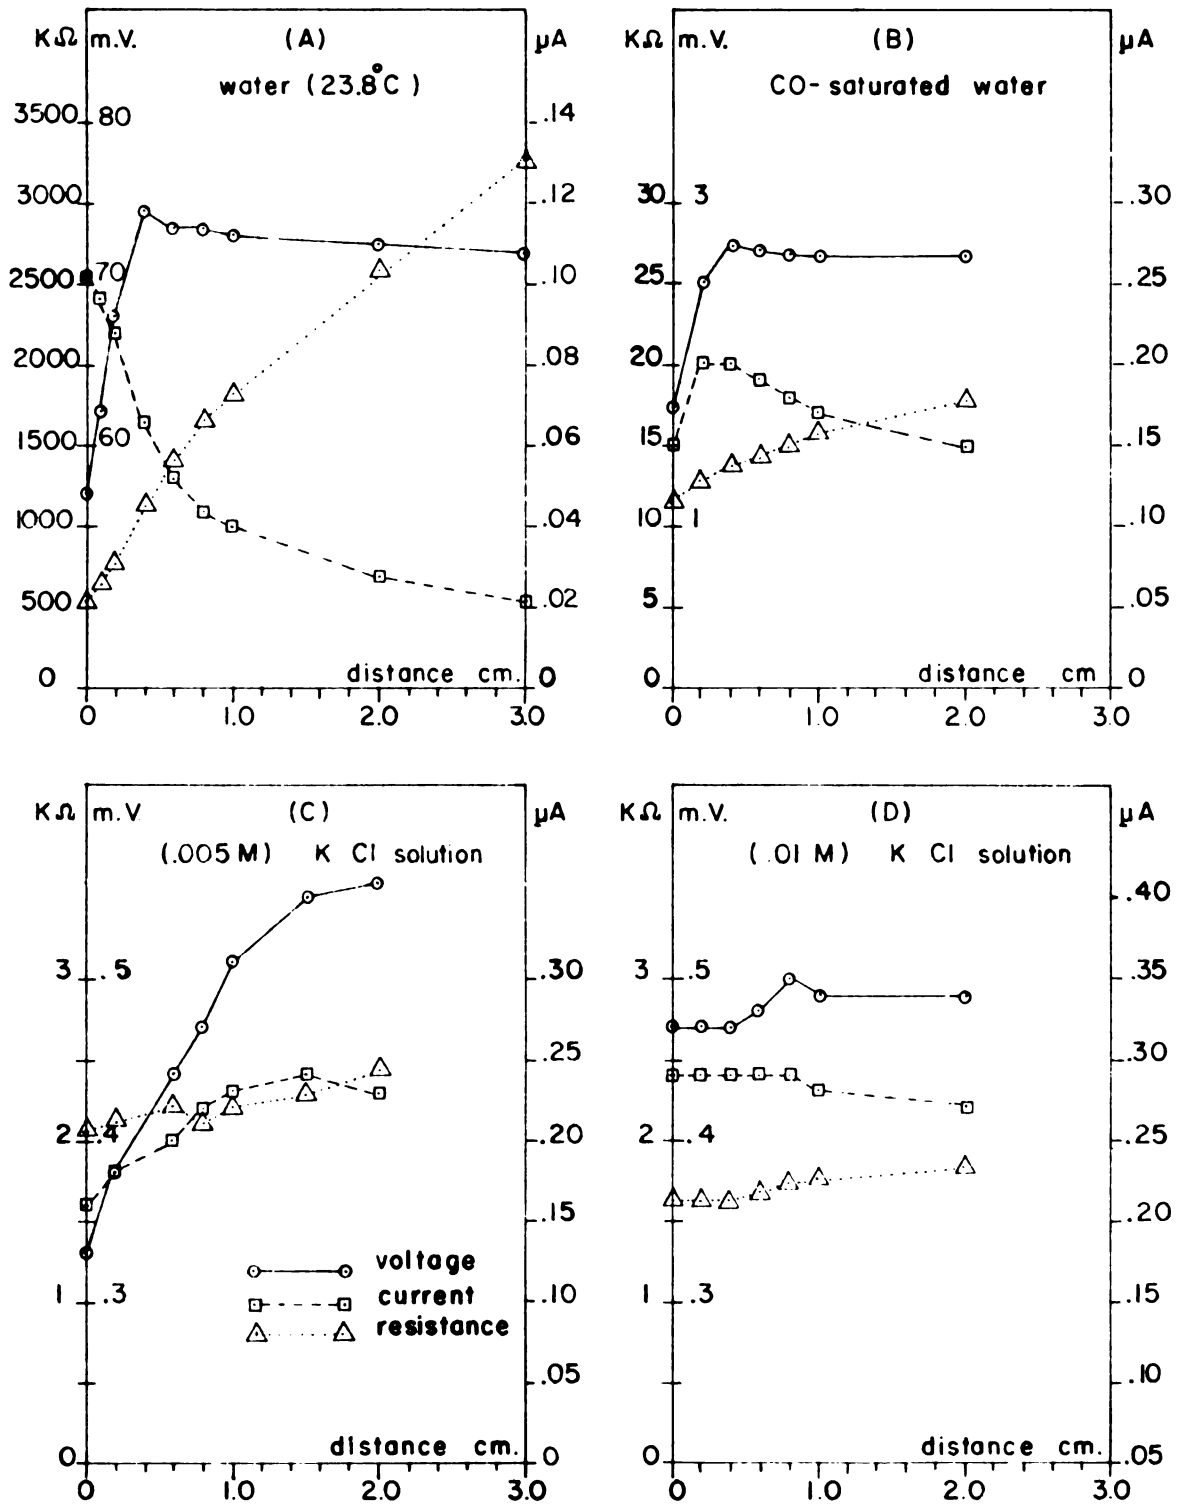 KΩ m.V. (A) μA
water (23.8°C)
3500 80 .14
3000 .12
70
2500 .10
2000 .08
1500 60 .06
1000 .04
500 .02
0 distance cm. 0
0 1.0 2.0 3.0
KΩ m.V. (B) μA
CO-saturated water
30 3 .30
25 .25
20 .20
15 .15
10 1 .10
5 .05
0 distance cm 0
0 1.0 2.0 3.0
KΩ m.V. (C) μA
(.005M) K Cl solution
3 .5 .30
.25
2 .4 .20
.15
voltage
1 .3 current .10
resistance
.05
0 distance cm. 0
0 1.0 2.0 3.0
KΩ m.V. (D) μA
(.01 M) K Cl solution
.40
3 .5 .35
.30
2 .4 .25
.20
1 .3 .15
.10
0 distance cm. .05
0 1.0 2.0 3.0